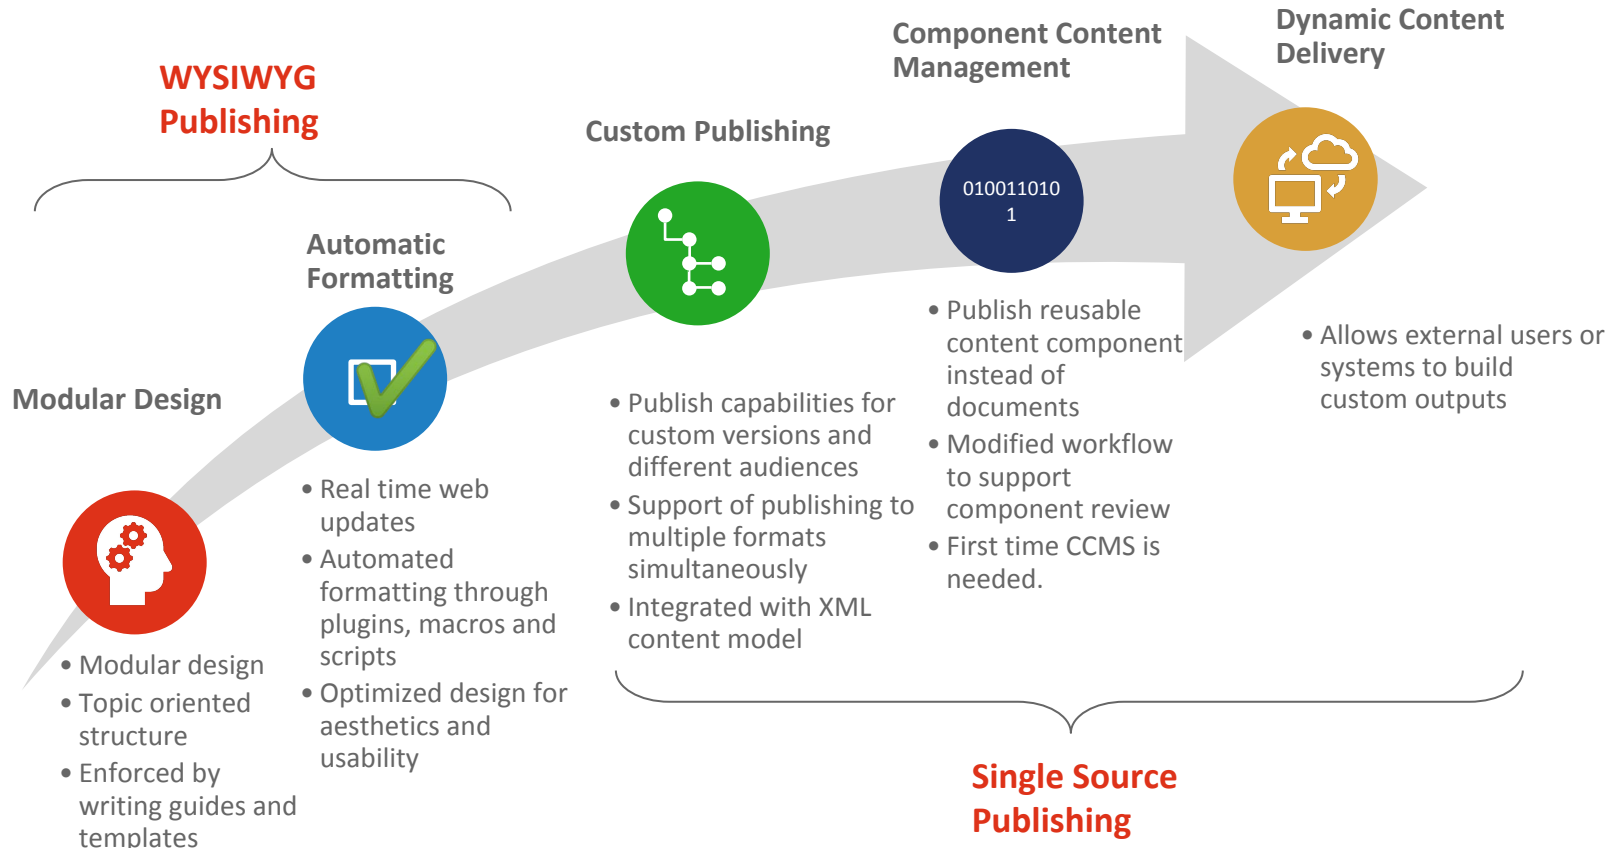 WYSIWYG
Publishing
Modular Design
• Modular design
• Topic oriented
structure
• Enforced by
writing guides and
templates
Automatic
Formatting
• Real time web
updates
• Automated
formatting through
plugins, macros and
scripts
• Optimized design for
aesthetics and
usability
Custom Publishing
• Publish capabilities for
custom versions and
different audiences
• Support of publishing to
multiple formats
simultaneously
• Integrated with XML
content model
Component Content
Management
010011010
1
• Publish reusable
content component
instead of
documents
• Modified workflow
to support
component review
• First time CCMS is
needed.
Dynamic Content
Delivery
• Allows external users or
systems to build
custom outputs
Single Source
Publishing